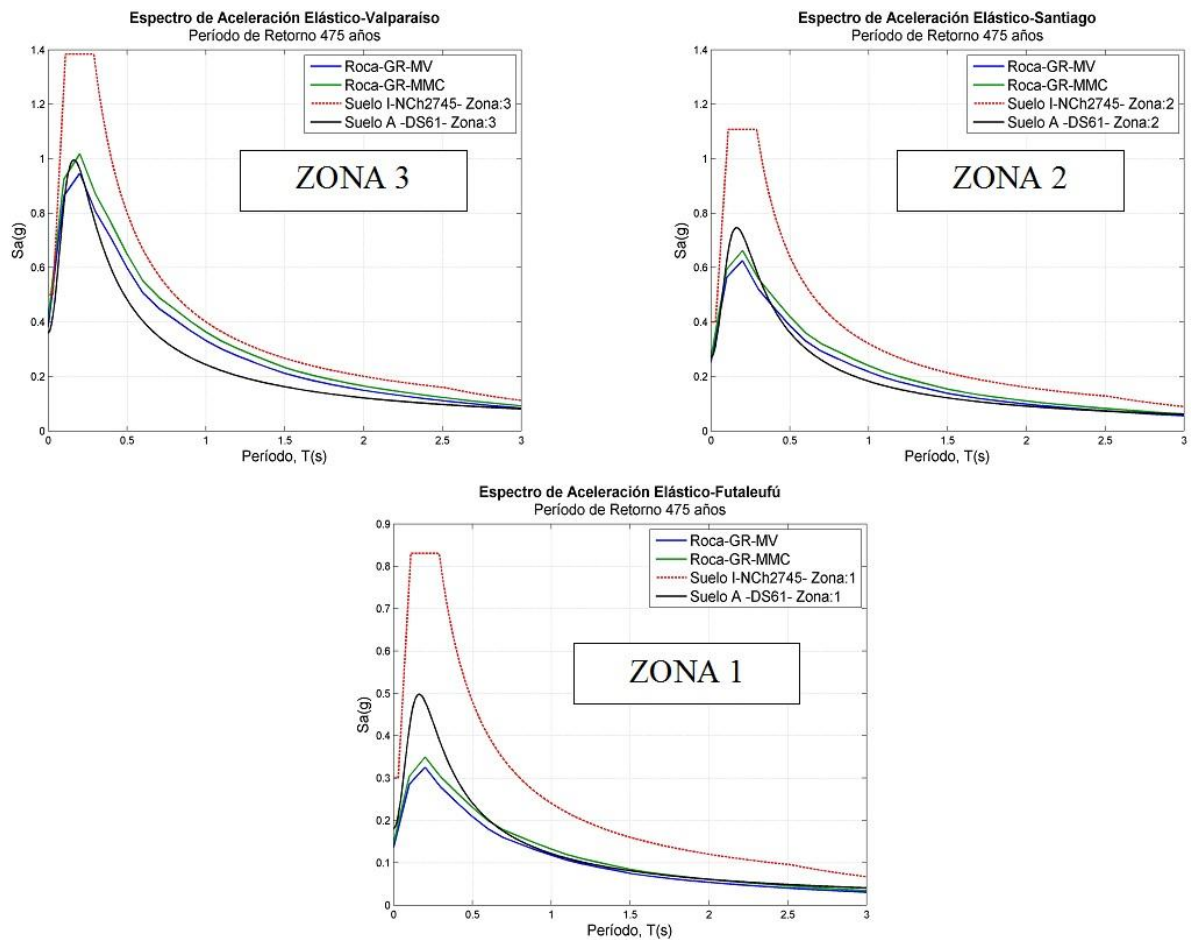 Espectro de Aceleración Elástico-Valparaíso
Período de Retorno 475 años
1.4
1.2
1
0.8
0.6
0.4
0.2
0
Sa(g)
Roca-GR-MV
Roca-GR-MMC
Suelo I-NCh2745- Zona:3
Suelo A -DS61- Zona:3
ZONA 3
0 0.5 1 1.5 2 2.5 3
Período, T(s)
Espectro de Aceleración Elástico-Santiago
Período de Retorno 475 años
1.4
1.2
1
0.8
0.6
0.4
0.2
0
Sa(g)
Roca-GR-MV
Roca-GR-MMC
Suelo I-NCh2745- Zona:2
Suelo A -DS61- Zona:2
ZONA 2
0 0.5 1 1.5 2 2.5 3
Período, T(s)
Espectro de Aceleración Elástico-Futaleufú
Período de Retorno 475 años
0.9
0.8
0.7
0.6
0.5
0.4
0.3
0.2
0.1
0
Sa(g)
Roca-GR-MV
Roca-GR-MMC
Suelo I-NCh2745- Zona:1
Suelo A -DS61- Zona:1
ZONA 1
0 0.5 1 1.5 2 2.5 3
Período, T(s)